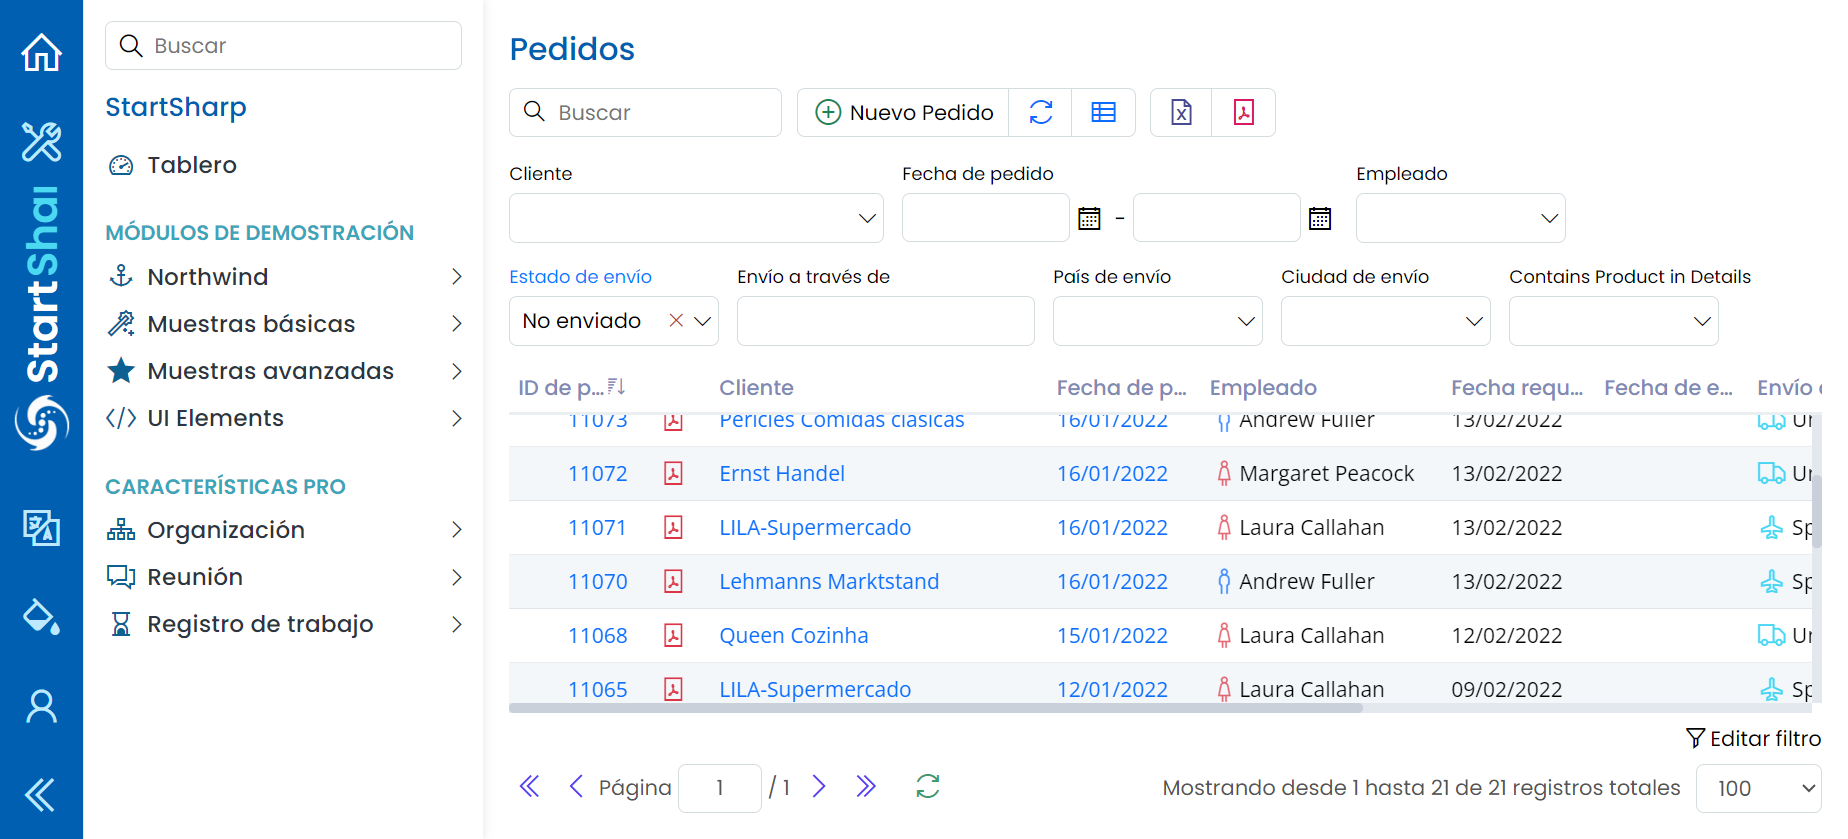 StartShar
Buscar
StartSharp
Tablero
MÓDULOS DE DEMOSTRACIÓN
Northwind
Muestras básicas
Muestras avanzadas
UI Elements
CARACTERÍSTICAS PRO
Organización
Reunión
Registro de trabajo
Pedidos
Buscar
Nuevo Pedido
Cliente
Fecha de pedido
-
Empleado
Estado de envío
Envío a través de
País de envío
Ciudad de envío
Contains Product in Details
No enviado
ID de p... Cliente Fecha de p... Empleado Fecha requ... Fecha de e... Envío
11073 Pericles Comidas clásicas 16/01/2022 Andrew Fuller 13/02/2022
11072 Ernst Handel 16/01/2022 Margaret Peacock 13/02/2022
11071 LILA-Supermercado 16/01/2022 Laura Callahan 13/02/2022 Sp
11070 Lehmanns Marktstand 16/01/2022 Andrew Fuller 13/02/2022 Sp
11068 Queen Cozinha 15/01/2022 Laura Callahan 12/02/2022
11065 LILA-Supermercado 12/01/2022 Laura Callahan 09/02/2022 Sp
Editar filtro
Página 1 / 1
Mostrando desde 1 hasta 21 de 21 registros totales 100